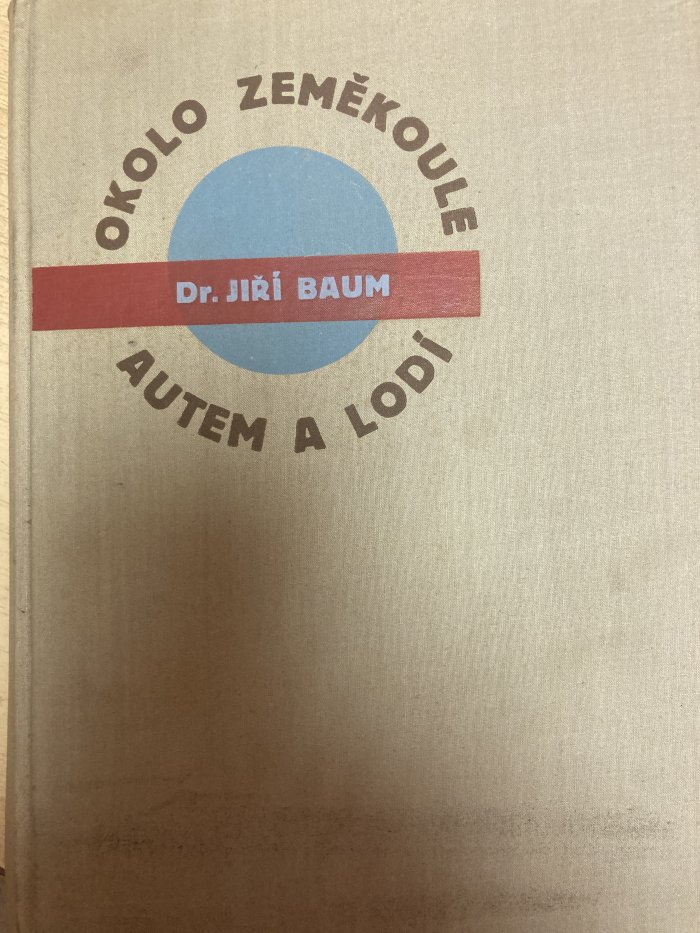 OKOLO ZEMĚKOULE
Dr. JIŘÍ BAUM
AUTEM A LODÍ